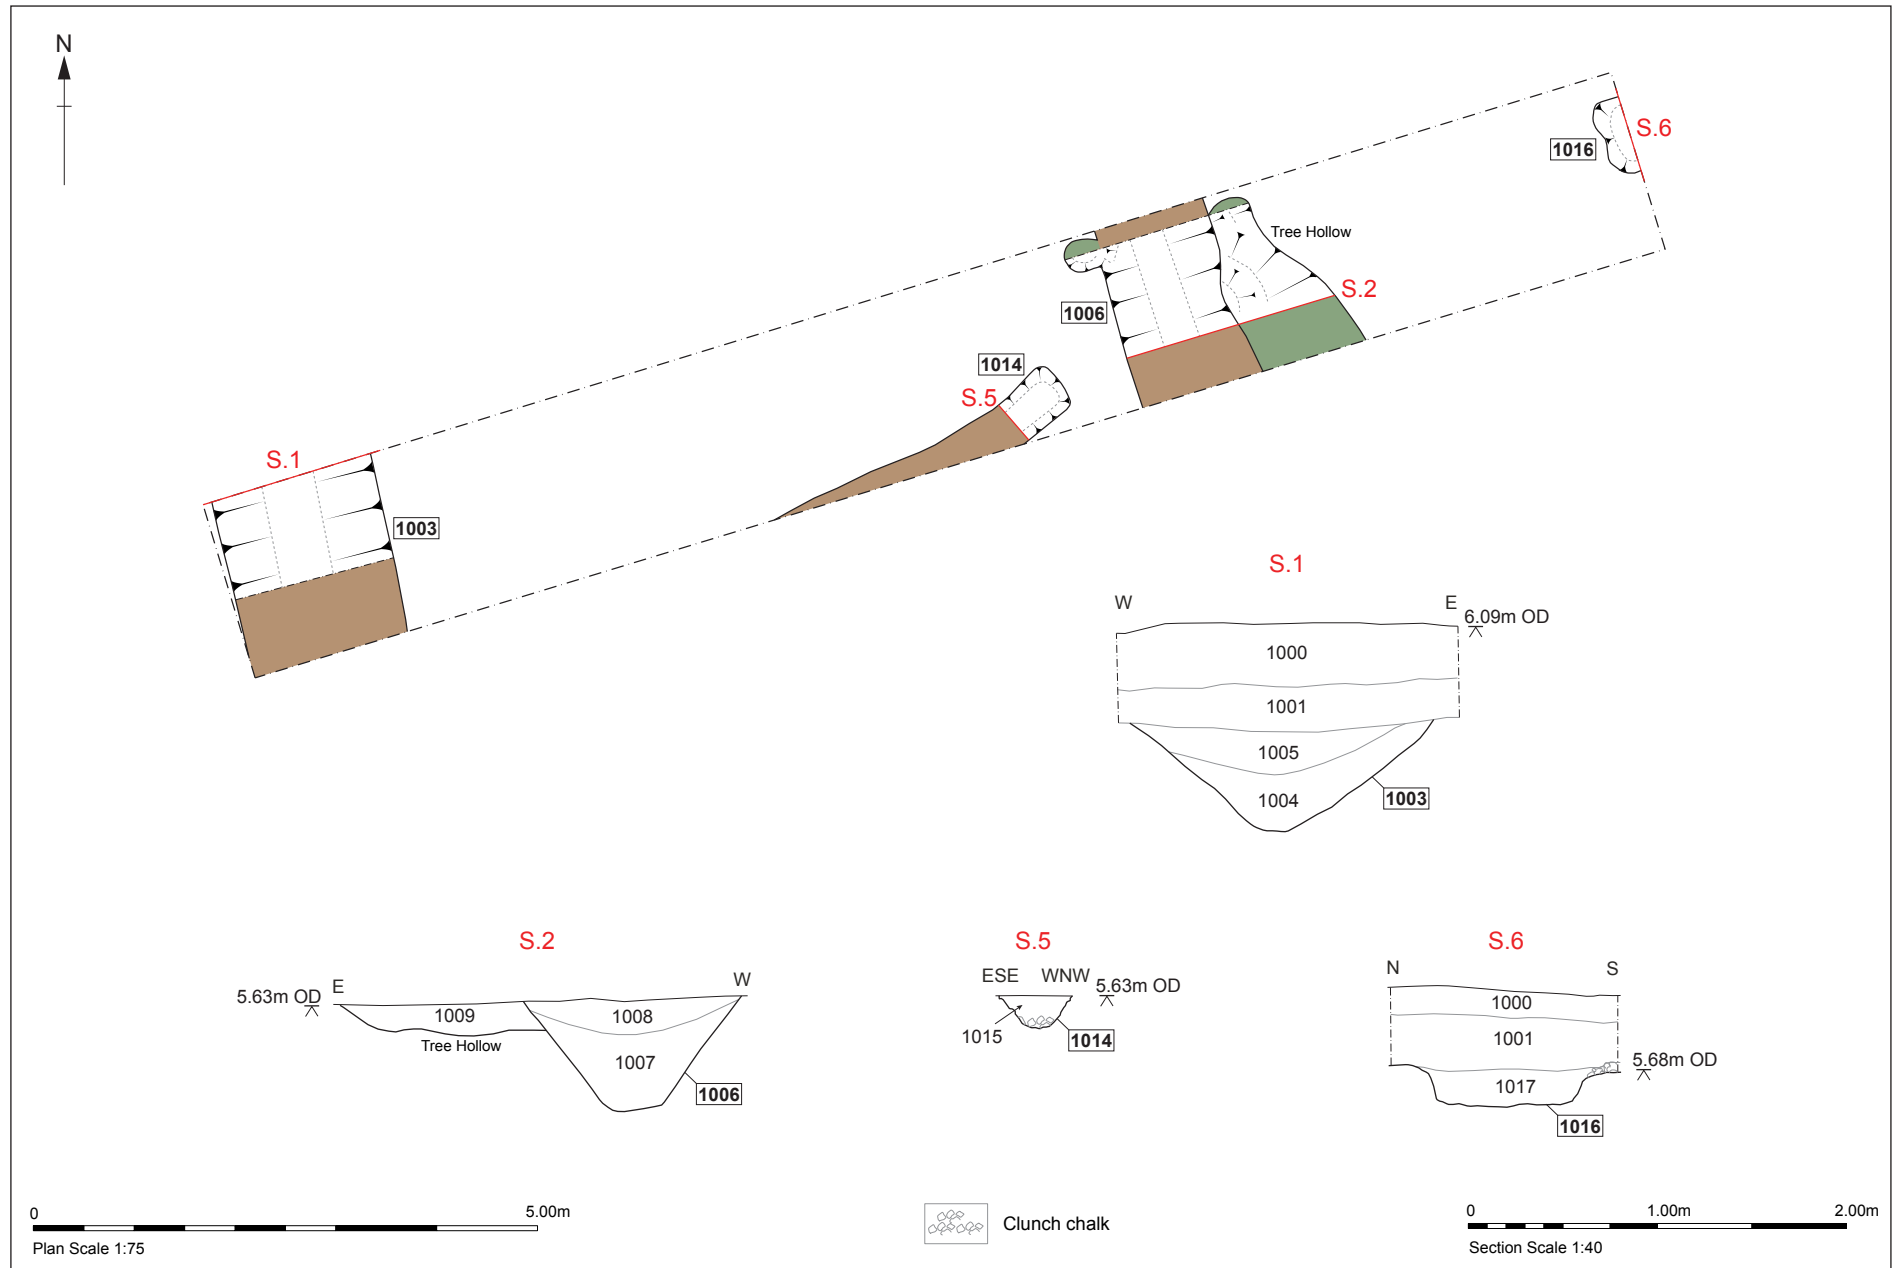 N
S.6
1016
Tree Hollow
S.2
1006
1014
S.5
S.1
1003
S.1
W
E
6.09m OD
1000
1001
1005
1004
1003
S.2
E
W
5.63m OD
1009
1008
Tree Hollow
1007
1006
S.5
ESE WNW
5.63m OD
1015
1014
S.6
N
S
1000
1001
5.68m OD
1017
1016
0
5.00m
Plan Scale 1:75
Clunch chalk
0
1.00m
2.00m
Section Scale 1:40